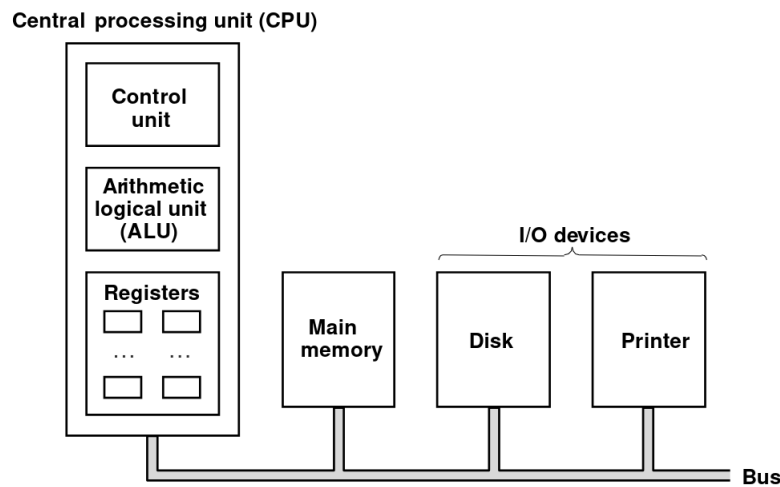 Central processing unit (CPU)
Control
unit
Arithmetic
logical unit
(ALU)
Registers
... ...
Main
memory
I/O devices
Disk
Printer
Bus